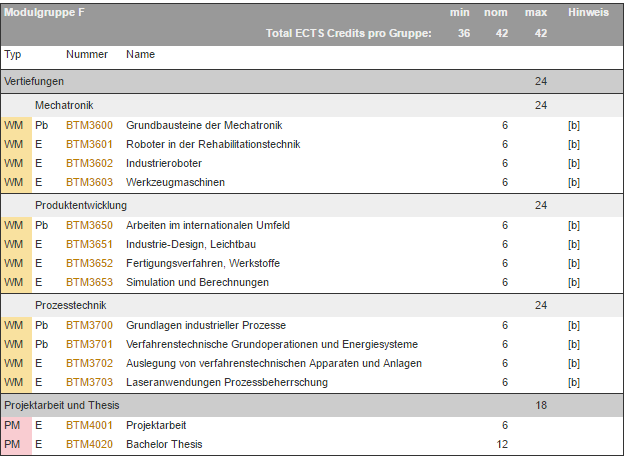 Modulgruppe F min nom max Hinweis
Total ECTS Credits pro Gruppe: 36 42 42
Typ Nummer Name
Vertiefungen 24
Mechatronik 24
WM Pb BTM3600 Grundbausteine der Mechatronik 6 [b]
WM E BTM3601 Roboter in der Rehabilitationstechnik 6 [b]
WM E BTM3602 Industrieroboter 6 [b]
WM E BTM3603 Werkzeugmaschinen 6 [b]
Produktentwicklung 24
WM Pb BTM3650 Arbeiten im internationalen Umfeld 6 [b]
WM E BTM3651 Industrie-Design, Leichtbau 6 [b]
WM E BTM3652 Fertigungsverfahren, Werkstoffe 6 [b]
WM E BTM3653 Simulation und Berechnungen 6 [b]
Prozesstechnik 24
WM Pb BTM3700 Grundlagen industrieller Prozesse 6 [b]
WM Pb BTM3701 Verfahrenstechnische Grundoperationen und Energiesysteme 6 [b]
WM E BTM3702 Auslegung von verfahrenstechnischen Apparaten und Anlagen 6 [b]
WM E BTM3703 Laseranwendungen Prozessbeherrschung 6 [b]
Projektarbeit und Thesis 18
PM E BTM4001 Projektarbeit 6
PM E BTM4020 Bachelor Thesis 12